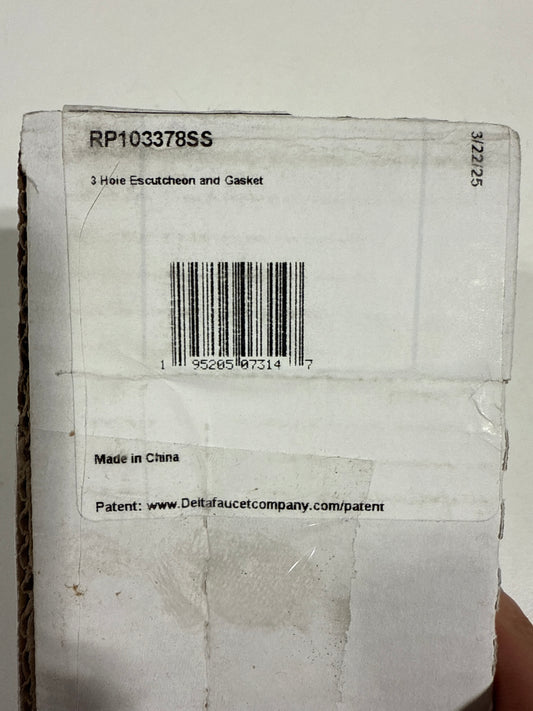 RP103378SS
3/22/25
3 Hole Escutcheon and Gasket
1 95205 07314 7
Made in China
Patent: www.Deltafaucetcompany.com/patent